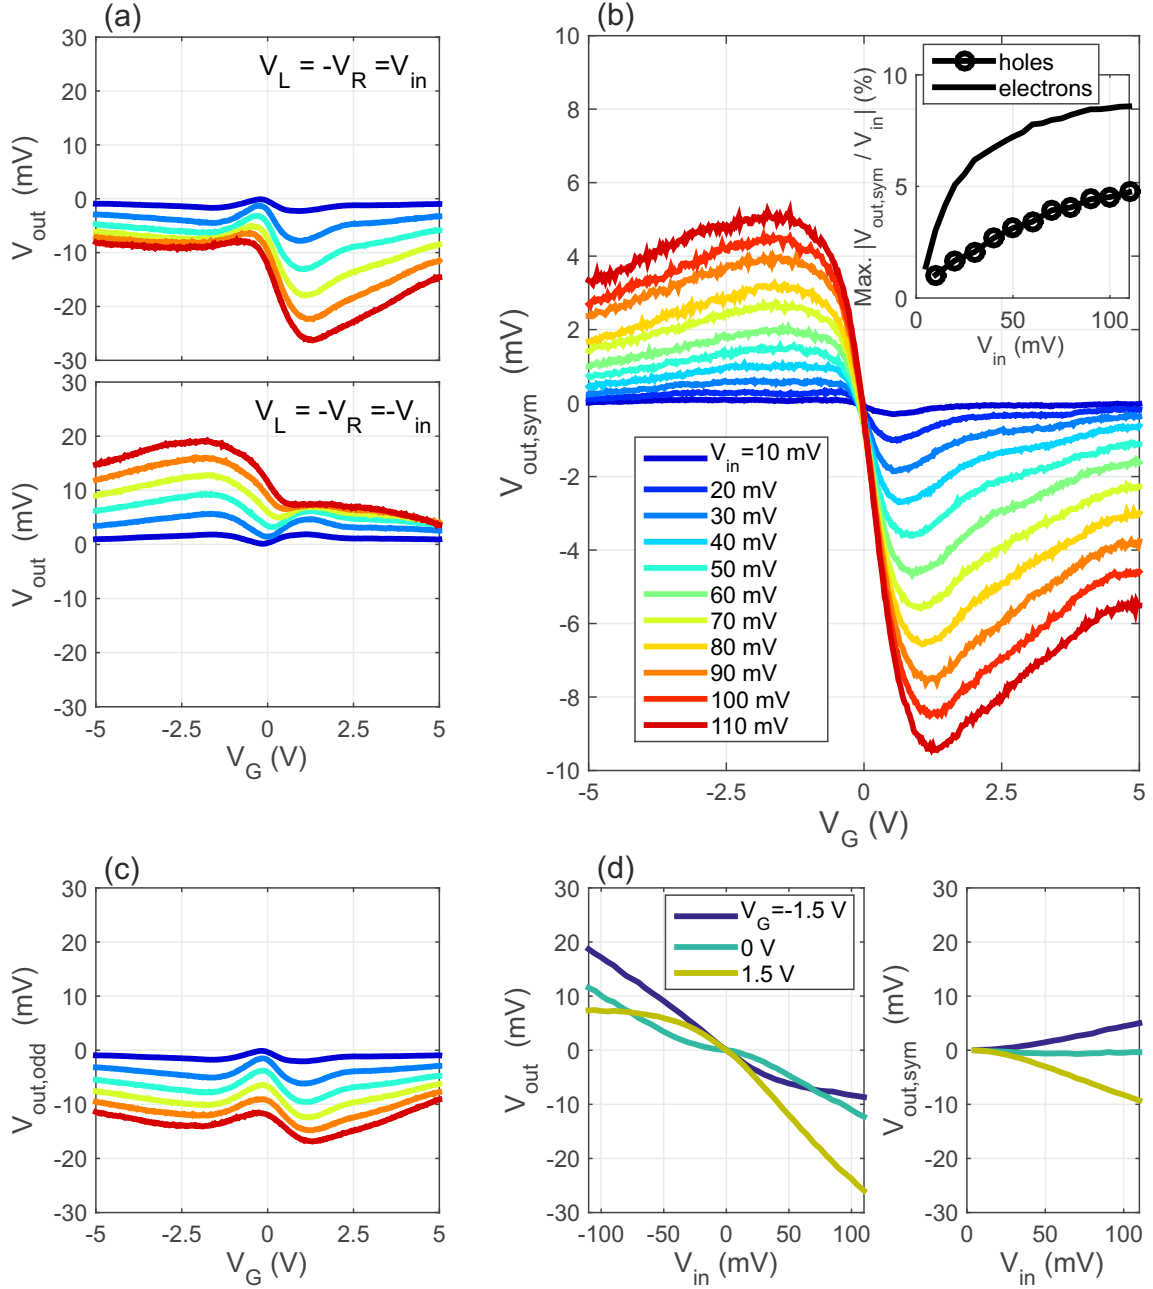 (a)
30
20
10
0
-10
-20
-30
V_out (mV)
V_L = -V_R =V_in
30
20
10
0
-10
-20
-30
V_out (mV)
V_L = -V_R =-V_in
-5
-2.5
0
2.5
5
V_G (V)
(b)
10
8
6
4
2
0
-2
-4
-6
-8
-10
V_out,sym (mV)
-5
-2.5
0
2.5
5
V_G (V)
holes
electrons
10
5
0
Max. |V_out,sym / V_in| (%)
0
50
100
V_in (mV)
V_in=10 mV
20 mV
30 mV
40 mV
50 mV
60 mV
70 mV
80 mV
90 mV
100 mV
110 mV
(c)
30
20
10
0
-10
-20
-30
V_out,odd (mV)
-5
-2.5
0
2.5
5
V_G (V)
(d)
30
20
10
0
-10
-20
-30
V_out (mV)
V_G=-1.5 V
0 V
1.5 V
-100
-50
0
50
100
V_in (mV)
30
20
10
0
-10
-20
-30
V_out,sym (mV)
0
50
100
V_in (mV)